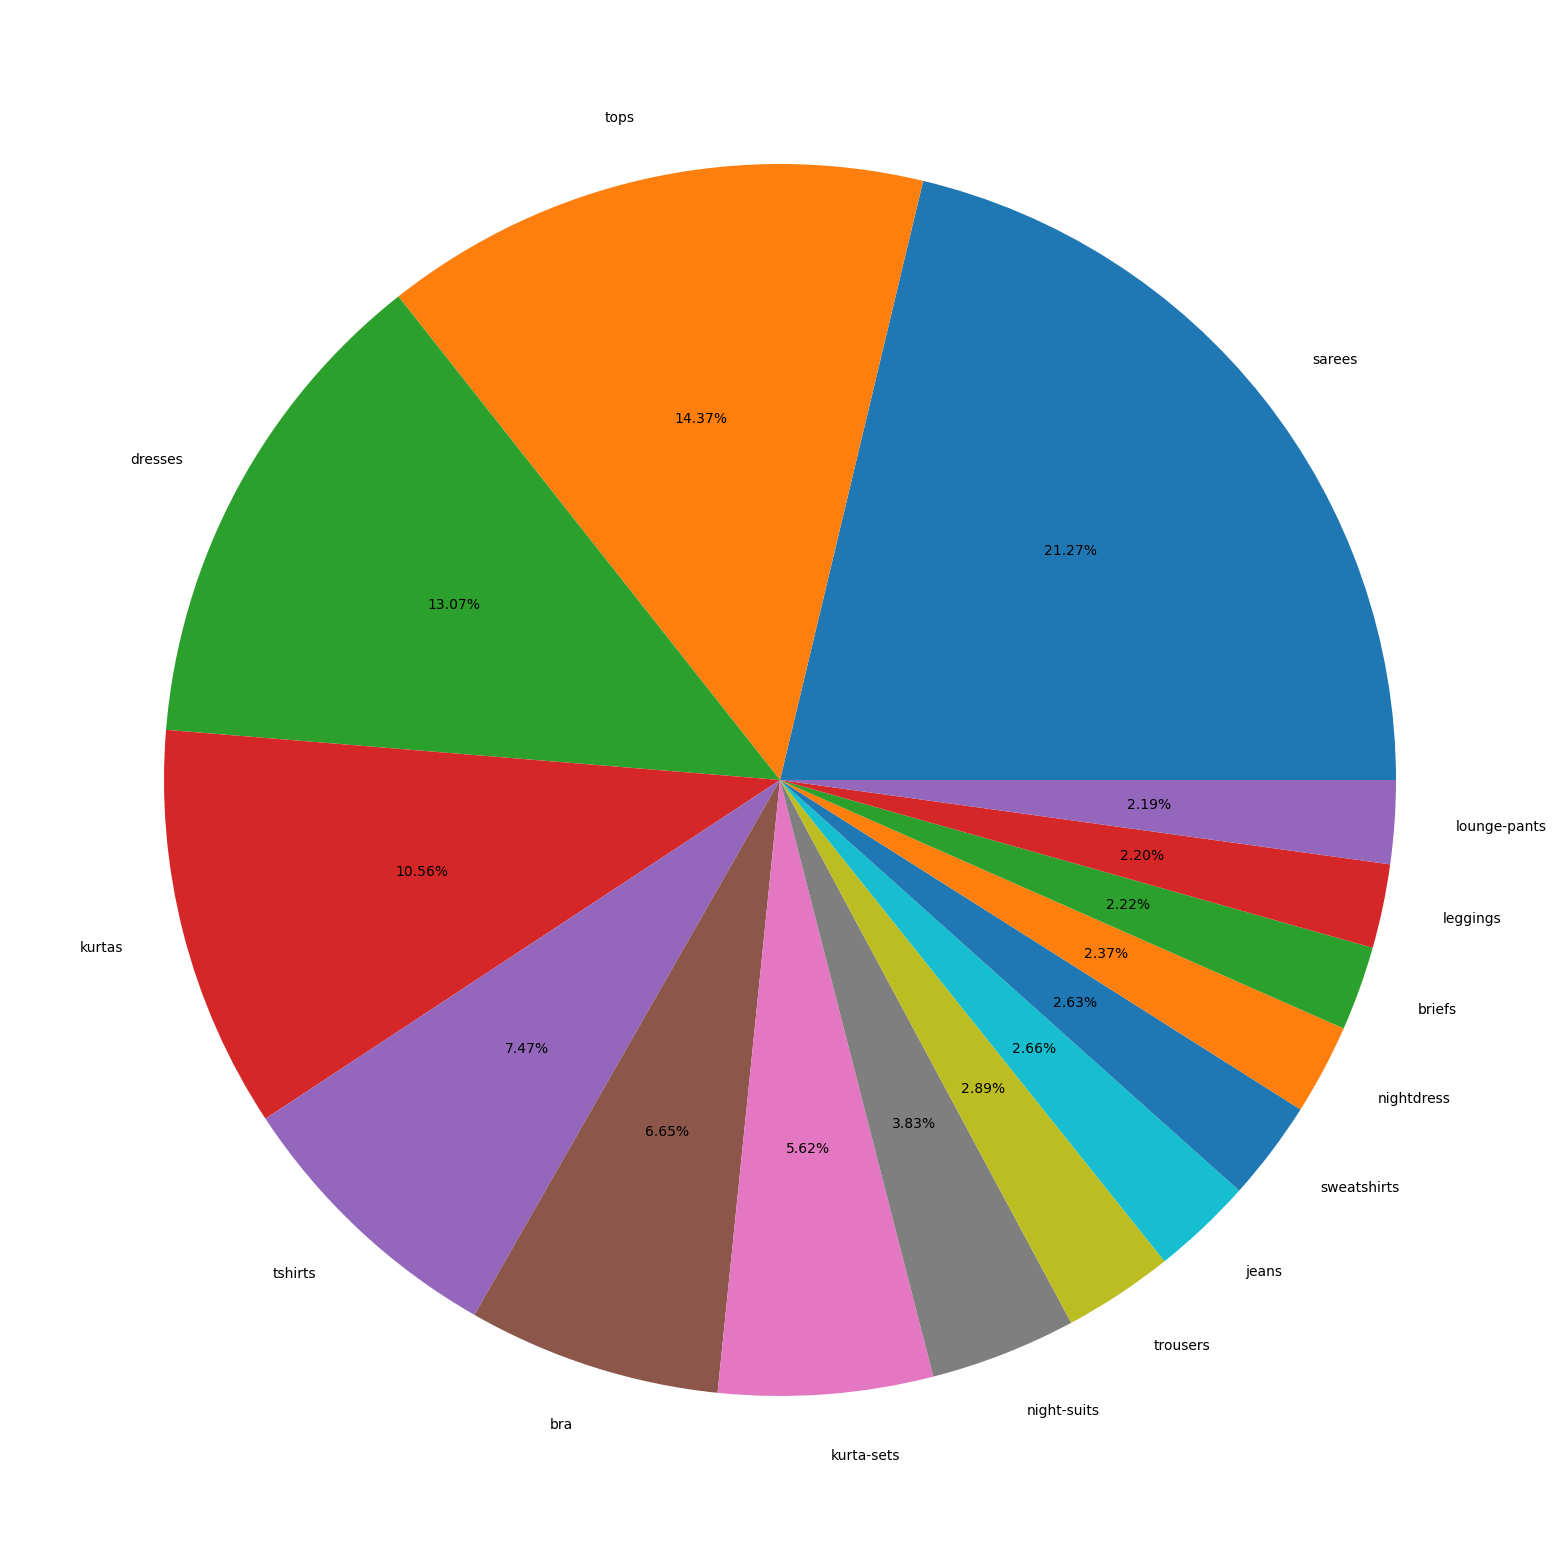 tops
sarees
14.37%
dresses
21.27%
13.07%
2.19%
lounge-pants
2.20%
10.56%
2.22%
leggings
kurtas
2.37%
2.63%
briefs
7.47%
2.66%
2.89%
nightdress
3.83%
6.65%
5.62%
sweatshirts
tshirts
jeans
trousers
night-suits
bra
kurta-sets